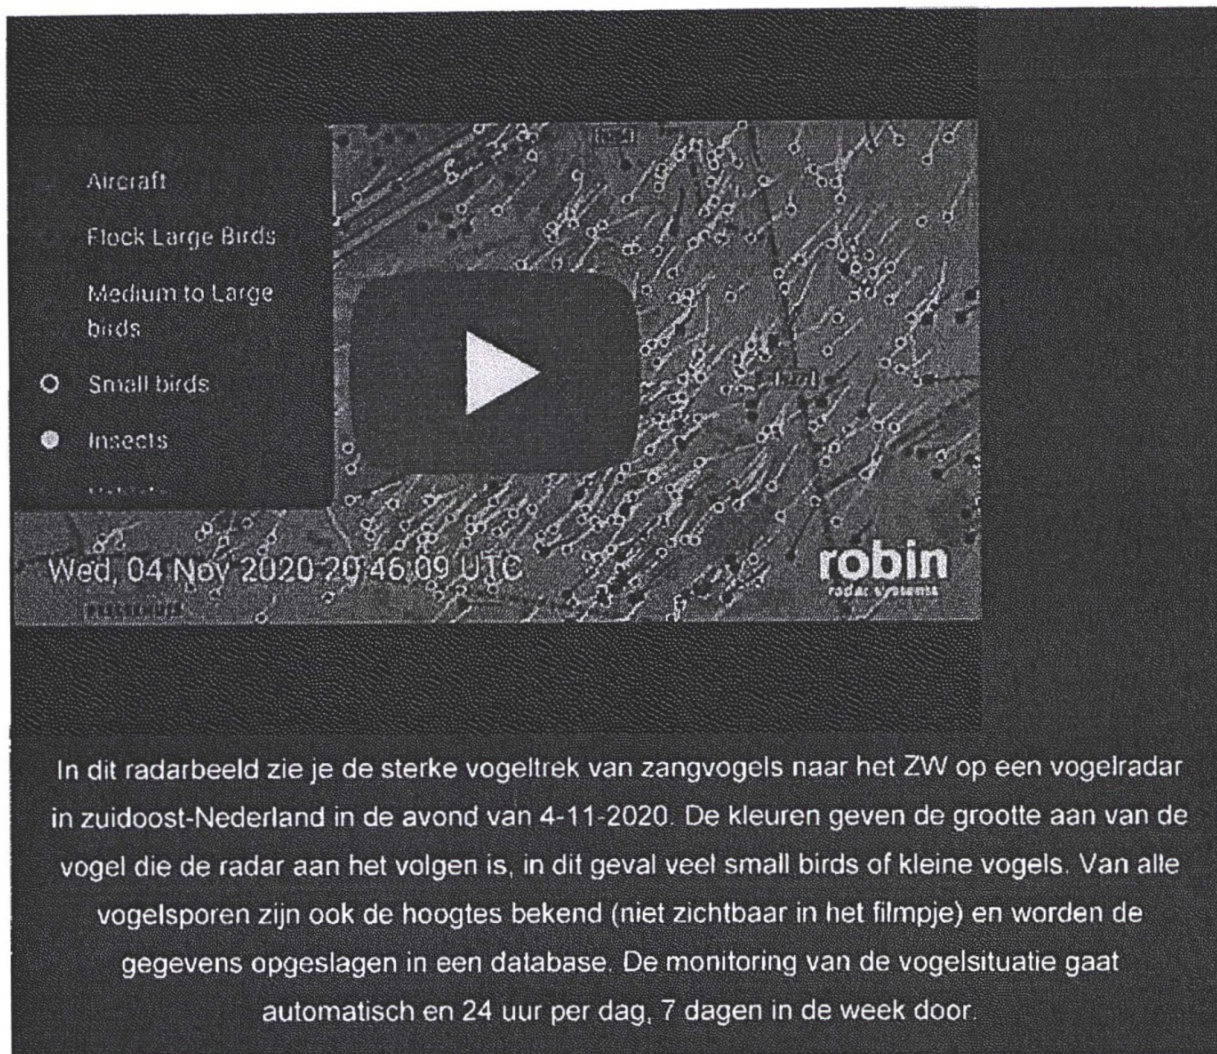 Aircraft
Flock Large Birds
Medium to Large
birds
Small birds
Insects
N277
Wed, 04 Nov 2020 20:46:09 UTC
robin
radar systems
In dit radarbeeld zie je de sterke vogeltrek van zangvogels naar het ZW op een vogelradar
in zuidoost-Nederland in de avond van 4-11-2020. De kleuren geven de grootte aan van de
vogel die de radar aan het volgen is, in dit geval veel small birds of kleine vogels. Van alle
vogelsporen zijn ook de hoogtes bekend (niet zichtbaar in het filmpje) en worden de
gegevens opgeslagen in een database. De monitoring van de vogelsituatie gaat
automatisch en 24 uur per dag, 7 dagen in de week door.